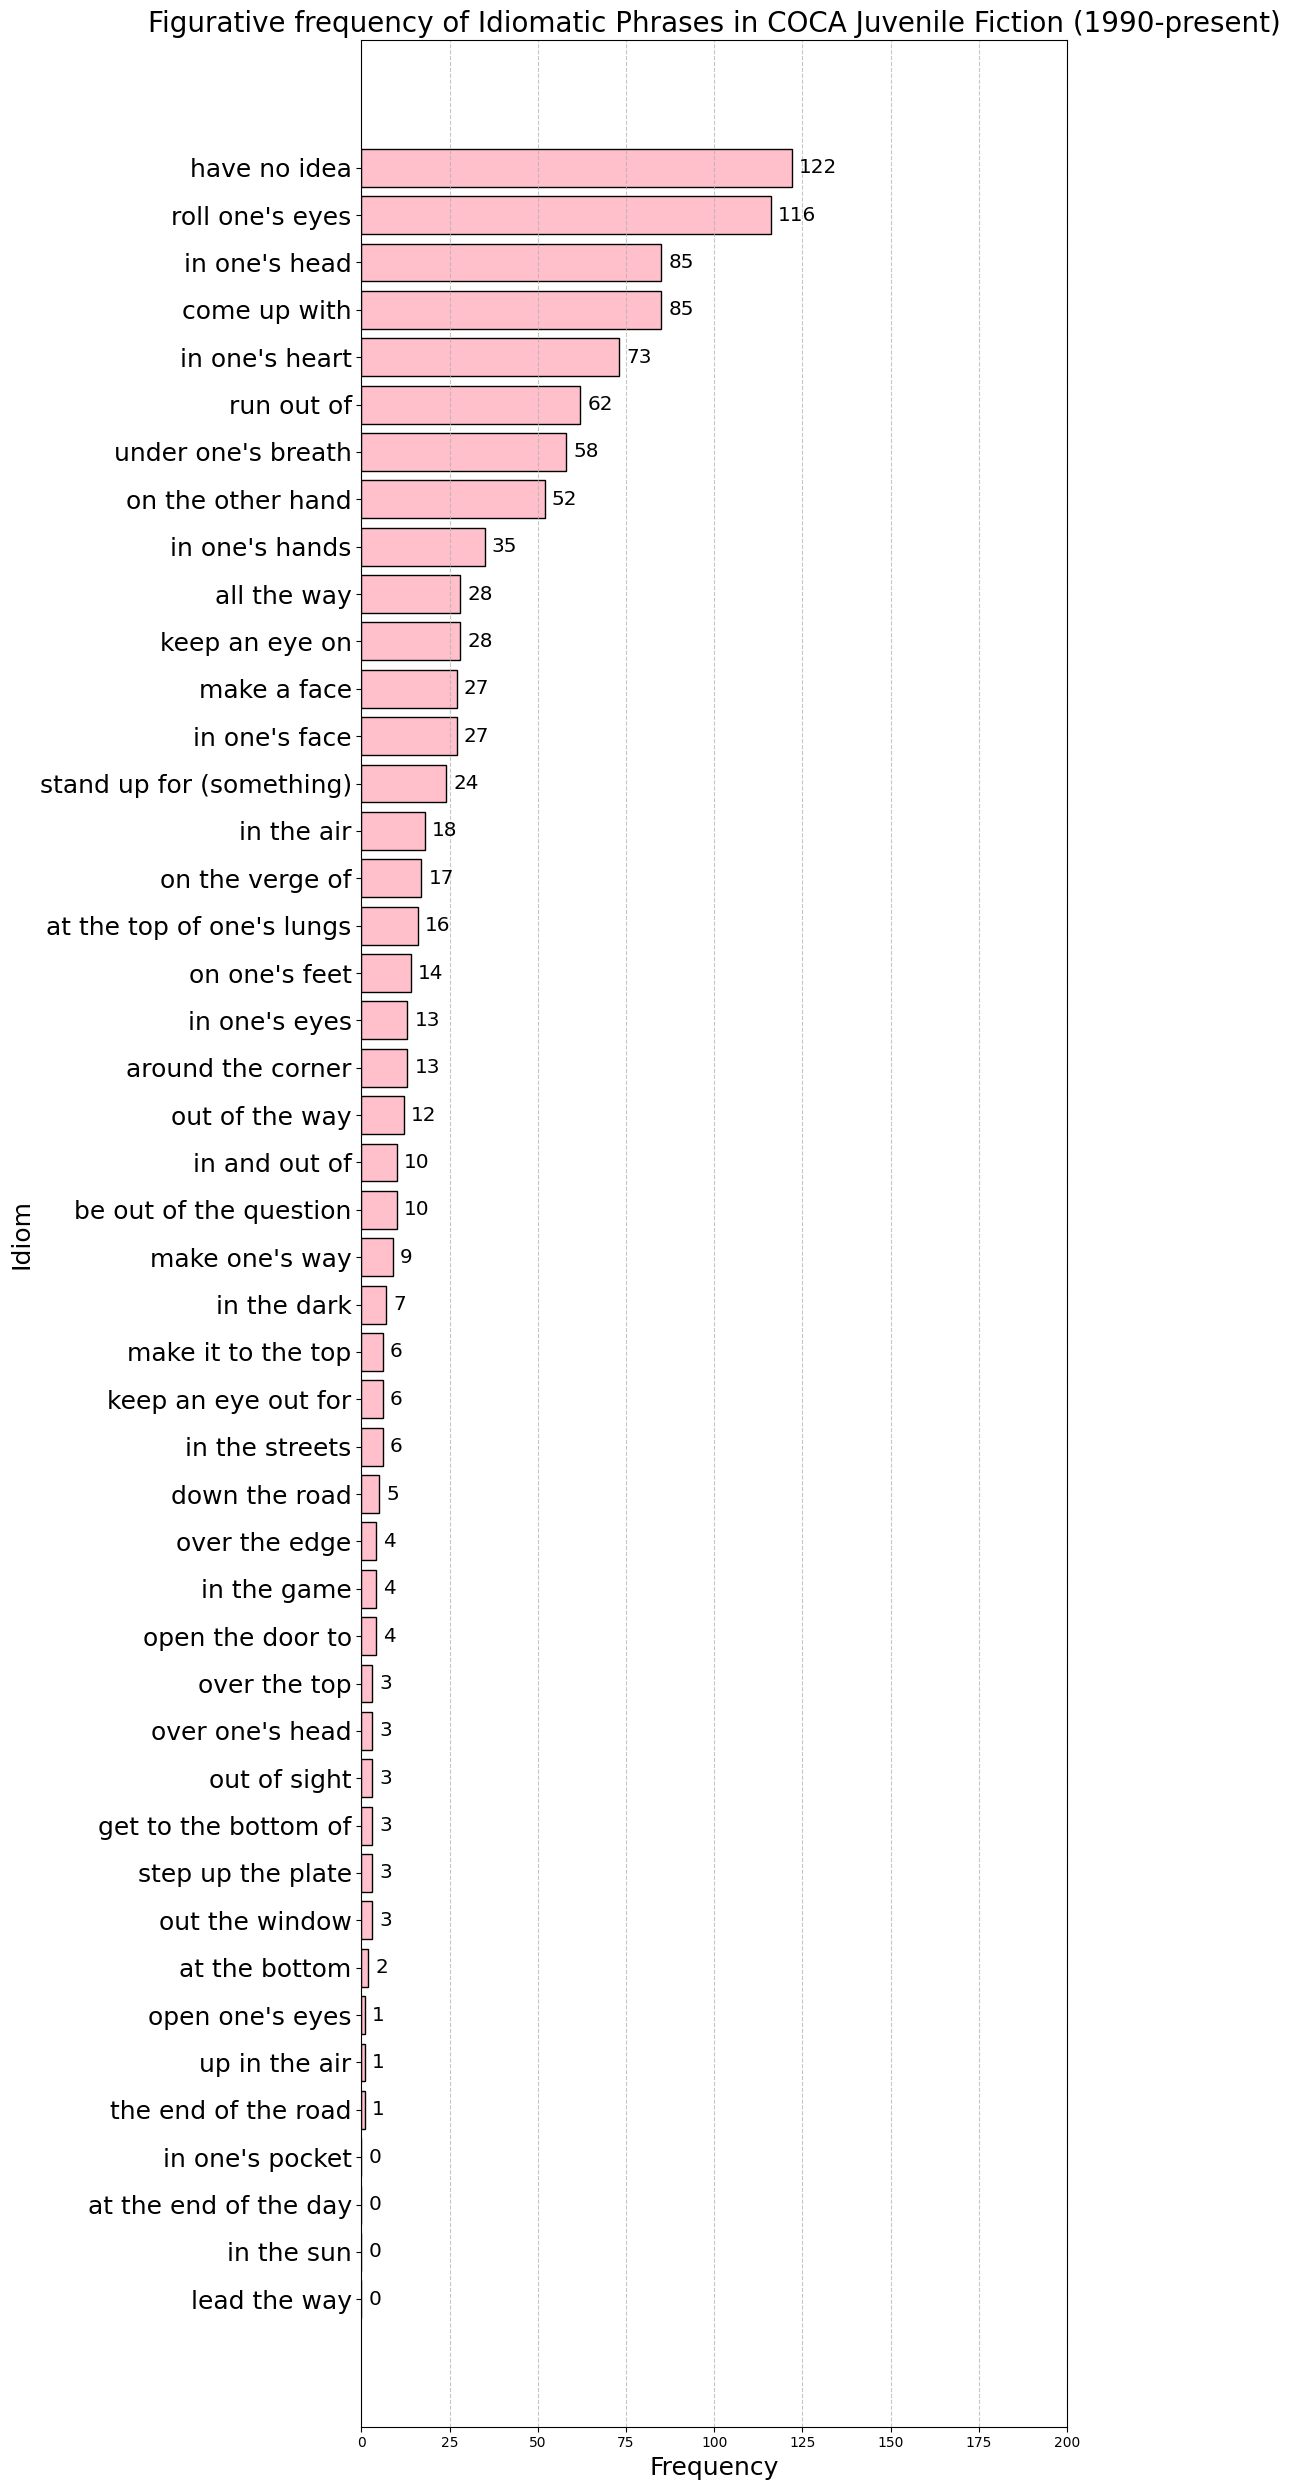 Figurative frequency of Idiomatic Phrases in COCA Juvenile Fiction (1990-present)
have no idea 122
roll one's eyes 116
in one's head 85
come up with 85
in one's heart 73
run out of 62
under one's breath 58
on the other hand 52
in one's hands 35
all the way 28
keep an eye on 28
make a face 27
in one's face 27
stand up for (something) 24
in the air 18
on the verge of 17
at the top of one's lungs 16
on one's feet 14
in one's eyes 13
around the corner 13
out of the way 12
in and out of 10
be out of the question 10
make one's way 9
in the dark 7
make it to the top 6
keep an eye out for 6
in the streets 6
down the road 5
over the edge 4
in the game 4
open the door to 4
over the top 3
over one's head 3
out of sight 3
get to the bottom of 3
step up the plate 3
out the window 3
at the bottom 2
open one's eyes 1
up in the air 1
the end of the road 1
in one's pocket 0
at the end of the day 0
in the sun 0
lead the way 0
Idiom
0 25 50 75 100 125 150 175 200
Frequency